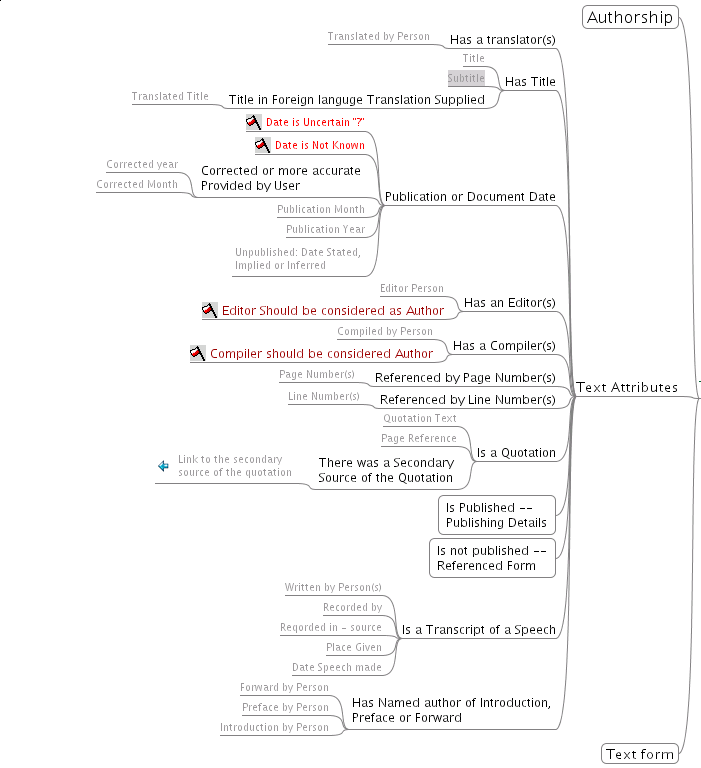 Authorship
Translated by Person
Has a translator(s)
Title
Subtitle
Has Title
Translated Title
Title in Foreign languge Translation Supplied
Date is Uncertain "?"
Date is Not Known
Corrected year
Corrected Month
Corrected or more accurate
Provided by User
Publication or Document Date
Publication Month
Publication Year
Unpublished: Date Stated,
Implied or Inferred
Editor Person
Has an Editor(s)
Editor Should be considered as Author
Compiled by Person
Has a Compiler(s)
Compiler should be considered Author
Page Number(s)
Referenced by Page Number(s)
Text Attributes
Line Number(s)
Referenced by Line Number(s)
Quotation Text
Page Reference
Is a Quotation
Link to the secondary
source of the quotation
There was a Secondary
Source of the Quotation
Is Published --
Publishing Details
Is not published --
Referenced Form
Written by Person(s)
Recorded by
Reqorded in - source
Is a Transcript of a Speech
Place Given
Date Speech made
Forward by Person
Preface by Person
Introduction by Person
Has Named author of Introduction,
Preface or Forward
Text form